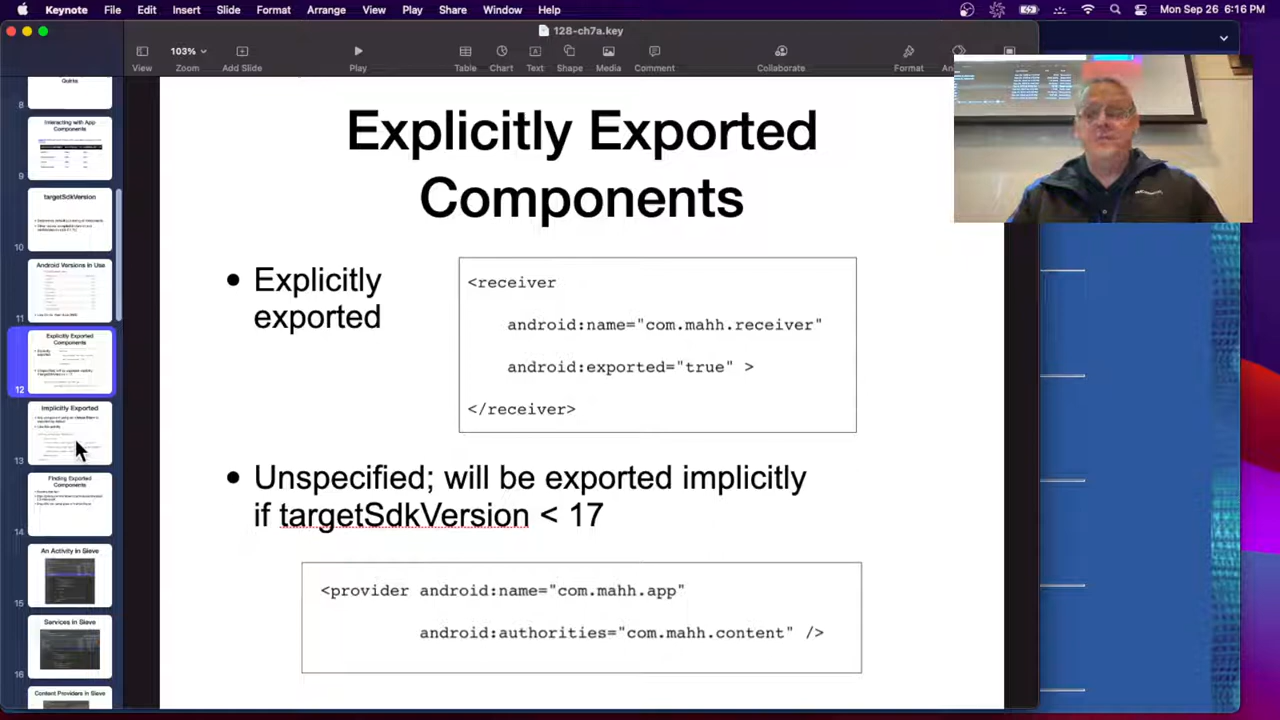 Keynote File Edit Insert Slide Format Arrange View Play Share Window Help Mon Sep 26 6:16 PM
128-ch7a.key
103%
View Zoom Add Slide Play Table Chart Text Shape Media Comment Collaborate Format
Quirks
8
Interacting with App
Components
9
targetSdkVersion
10
Android Versions in Use
11
Explicitly Exported
Components
12
Implicitly Exported
13
Finding Exported
Components
14
An Activity in Sieve
15
Services in Sieve
16
Content Providers in Sieve
Explicitly Exported
Components
• Explicitly
exported
<receiver
android:name="com.mahh.receiver"
android:exported="true" >
</receiver>
• Unspecified; will be exported implicitly
if targetSdkVersion < 17
<provider android:name="com.mahh.app"
android:authorities="com.mahh.content" />